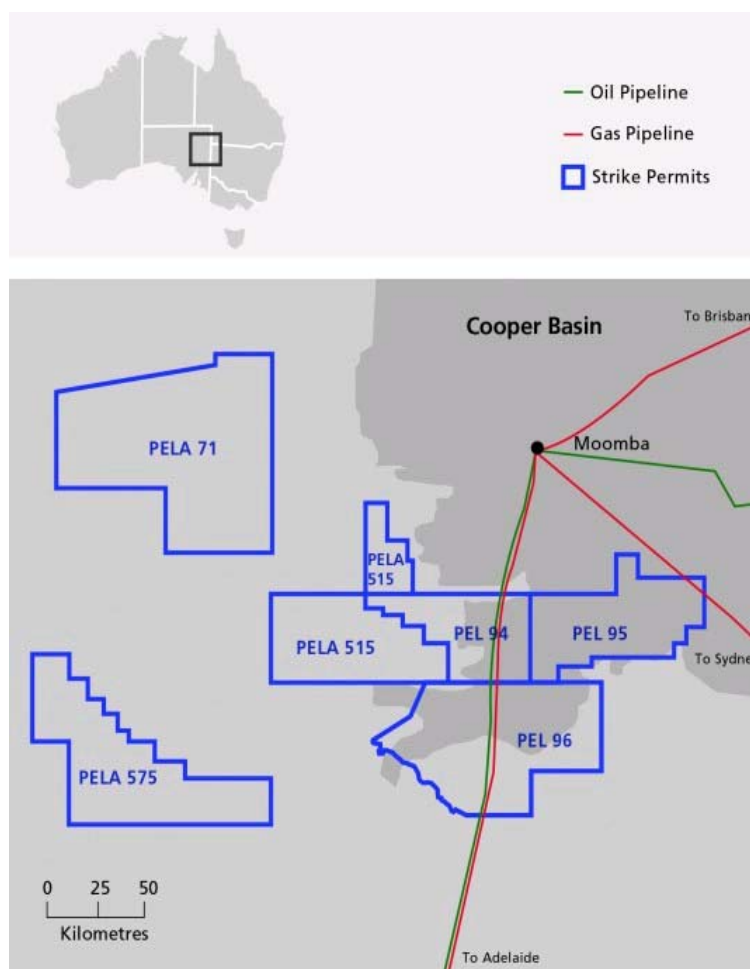 Oil Pipeline
Gas Pipeline
Strike Permits
Cooper Basin
To Brisban
Moomba
PELA 71
PELA
515
PELA 515
PEL 94
PEL 95
To Sydne
PEL 96
PELA 575
0 25 50
Kilometres
To Adelaide